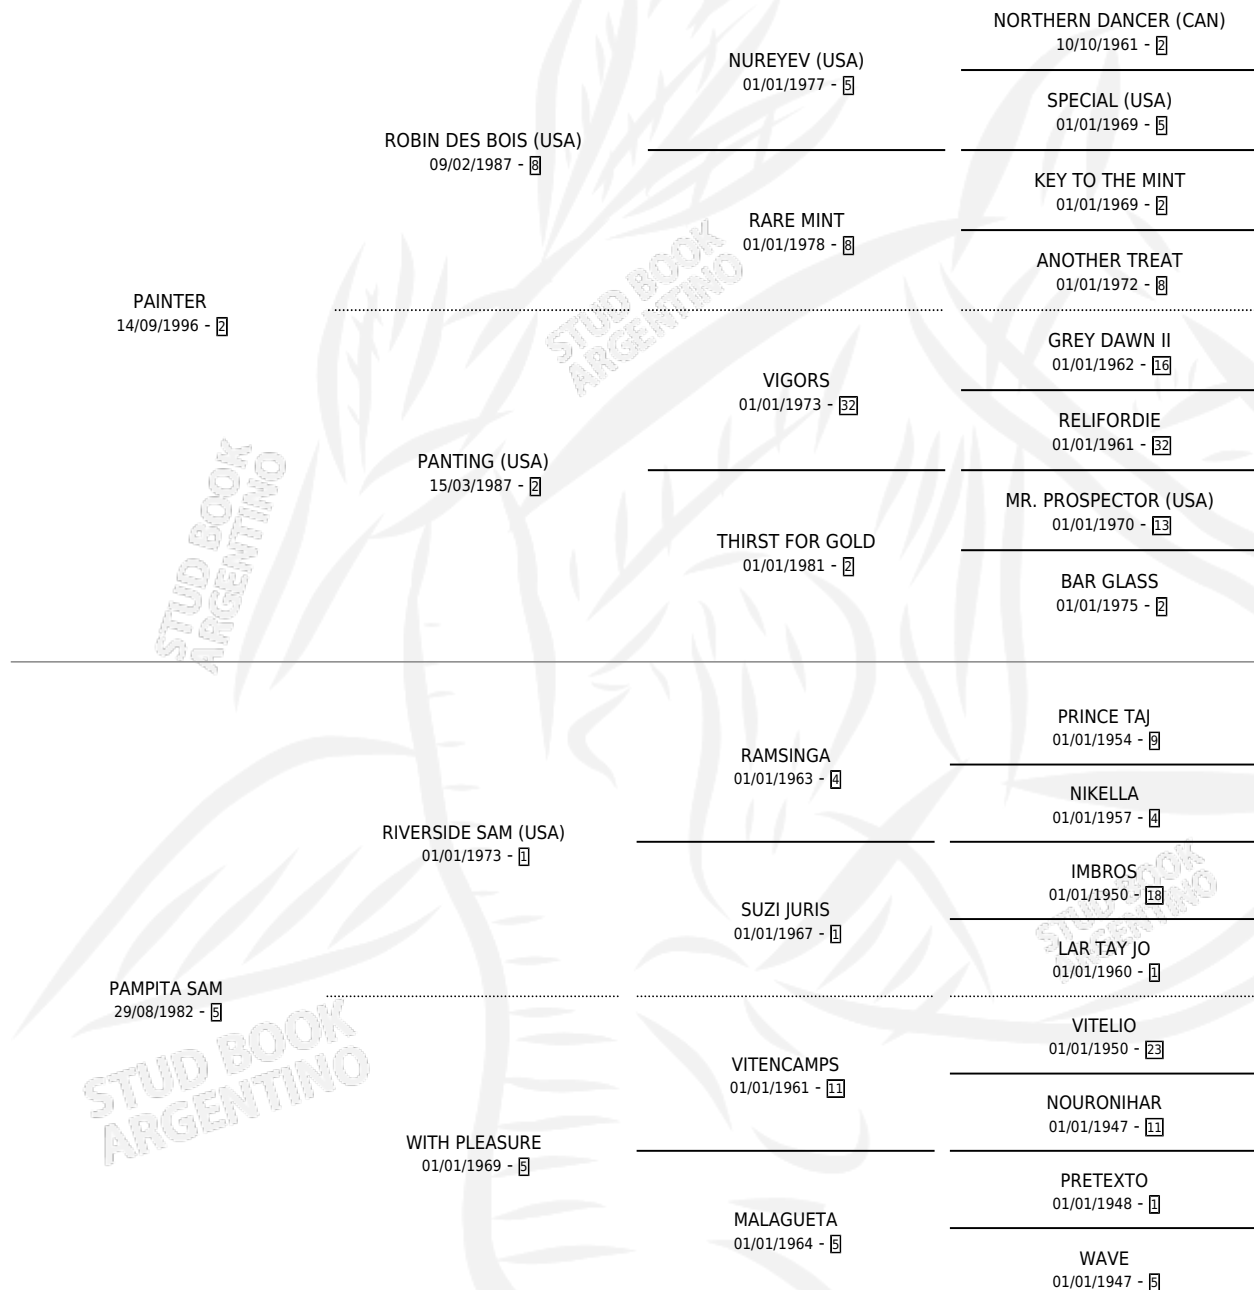 NORTHERN DANCER (CAN)
10/10/1961 - 2
NUREYEV (USA)
01/01/1977 - 5
SPECIAL (USA)
01/01/1969 - 5
ROBIN DES BOIS (USA)
09/02/1987 - 8
KEY TO THE MINT
01/01/1969 - 2
RARE MINT
01/01/1978 - 8
ANOTHER TREAT
01/01/1972 - 8
PAINTER
14/09/1996 - 2
STUD BOOK
ARGENTINO
GREY DAWN II
01/01/1962 - 16
VIGORS
01/01/1973 - 32
RELIFORDIE
01/01/1961 - 32
PANTING (USA)
15/03/1987 - 2
MR. PROSPECTOR (USA)
01/01/1970 - 13
THIRST FOR GOLD
01/01/1981 - 2
BAR GLASS
01/01/1975 - 2
STUD BOOK
ARGENTINO
PRINCE TAJ
01/01/1954 - 9
RAMSINGA
01/01/1963 - 4
NIKELLA
01/01/1957 - 4
RIVERSIDE SAM (USA)
01/01/1973 - 1
IMBROS
01/01/1950 - 18
SUZI JURIS
01/01/1967 - 1
LAR TAY JO
01/01/1960 - 1
STUD BOOK
ARGENTINO
PAMPITA SAM
29/08/1982 - 5
VITELIO
01/01/1950 - 23
VITENCAMPS
01/01/1961 - 11
NOURONIHAR
01/01/1947 - 11
STUD BOOK
ARGENTINO
WITH PLEASURE
01/01/1969 - 5
PRETEXTO
01/01/1948 - 1
MALAGUETA
01/01/1964 - 5
WAVE
01/01/1947 - 5